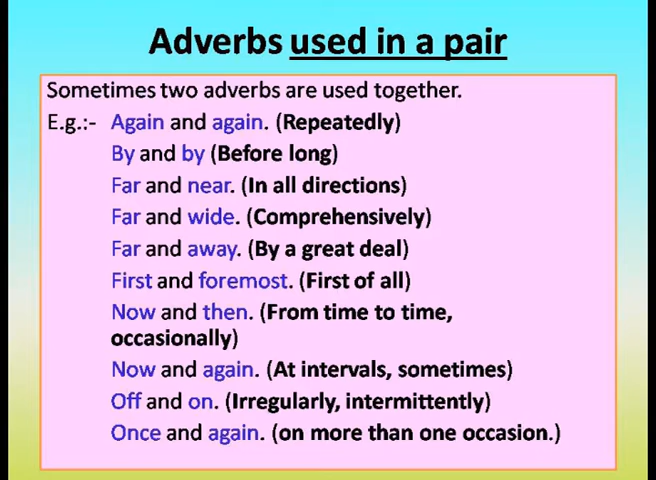 Adverbs used in a pair
Sometimes two adverbs are used together.
E.g.:- Again and again. (Repeatedly)
By and by (Before long)
Far and near. (In all directions)
Far and wide. (Comprehensively)
Far and away. (By a great deal)
First and foremost. (First of all)
Now and then. (From time to time,
occasionally)
Now and again. (At intervals, sometimes)
Off and on. (Irregularly, intermittently)
Once and again. (on more than one occasion.)